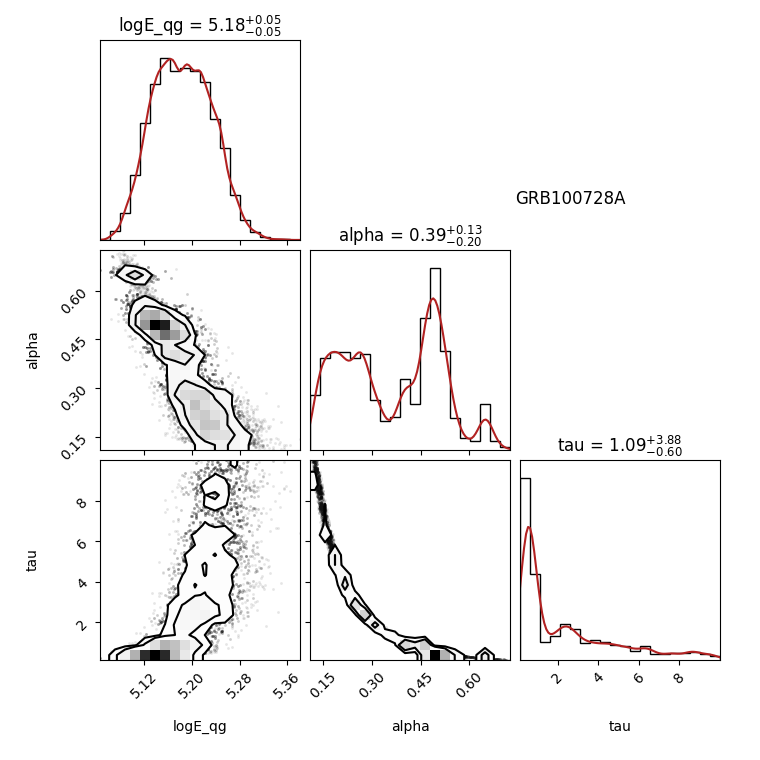 logE_qg = 5.18+0.05−0.05
GRB100728A
alpha = 0.39+0.13−0.20
alpha
0.60
0.45
0.30
0.15
tau = 1.09+3.88−0.60
tau
8
6
4
2
5.12 5.20 5.28 5.36
0.15 0.30 0.45 0.60
2 4 6 8
logE_qg alpha tau